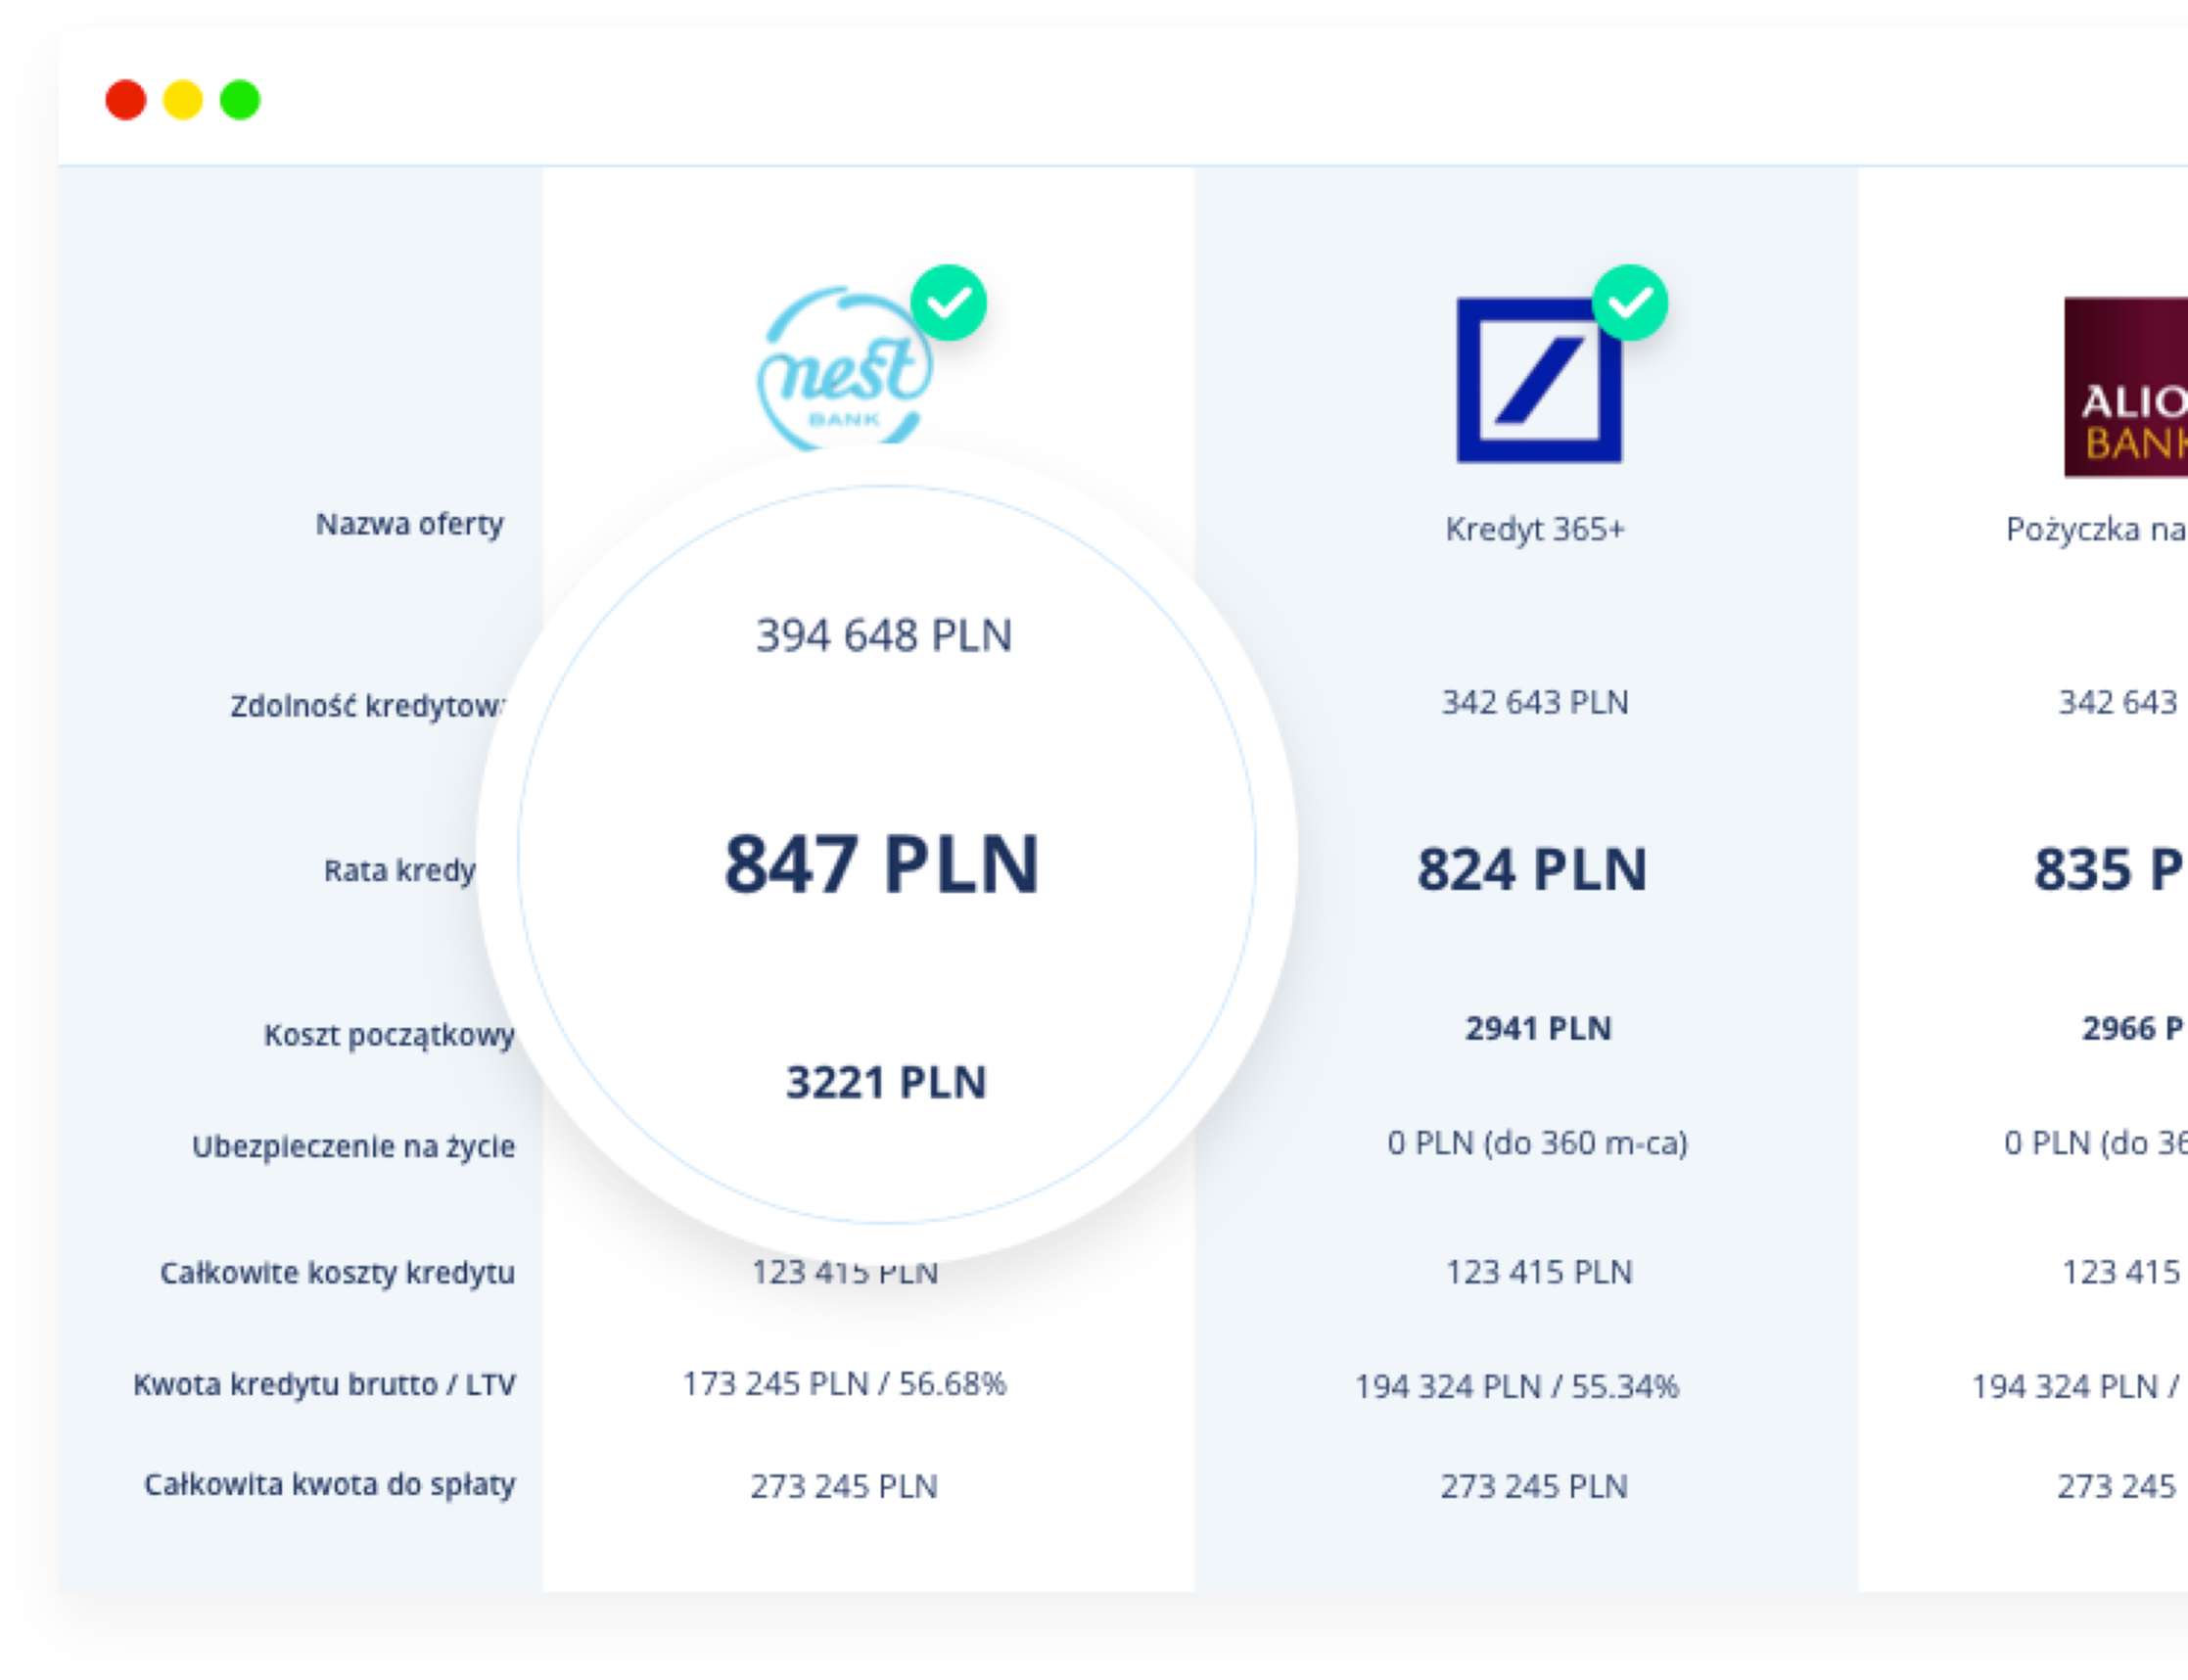 nest
BANK
ALIO
BANK
Nazwa oferty
Kredyt 365+
Pożyczka na
394 648 PLN
Zdolność kredytowa
342 643 PLN
342 643
Rata kredy
847 PLN
824 PLN
835 P
Koszt początkowy
3221 PLN
2941 PLN
2966 P
Ubezpieczenie na życie
0 PLN (do 360 m-ca)
0 PLN (do 36
Całkowite koszty kredytu
123 415 PLN
123 415 PLN
123 415
Kwota kredytu brutto / LTV
173 245 PLN / 56.68%
194 324 PLN / 55.34%
194 324 PLN /
Całkowita kwota do spłaty
273 245 PLN
273 245 PLN
273 245